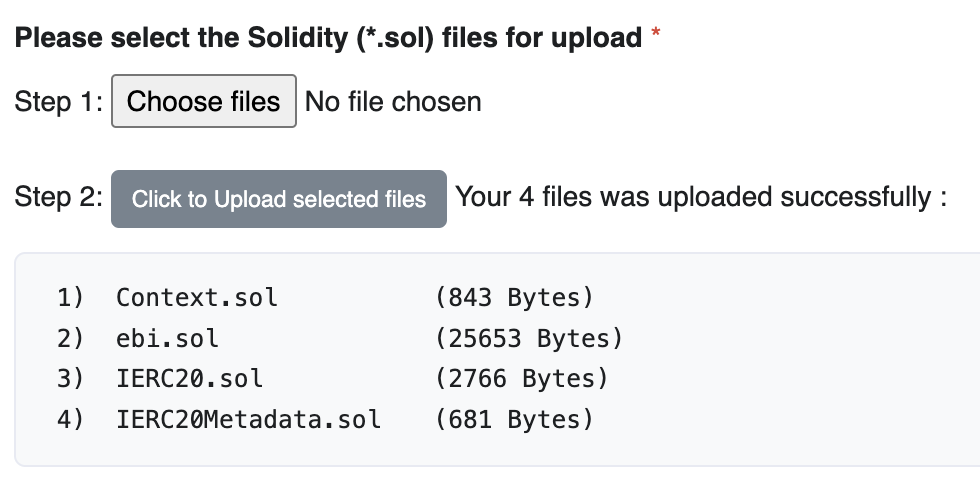 Please select the Solidity (*.sol) files for upload *
Step 1: Choose files No file chosen
Step 2: Click to Upload selected files Your 4 files was uploaded successfully :
1) Context.sol (843 Bytes)
2) ebi.sol (25653 Bytes)
3) IERC20.sol (2766 Bytes)
4) IERC20Metadata.sol (681 Bytes)